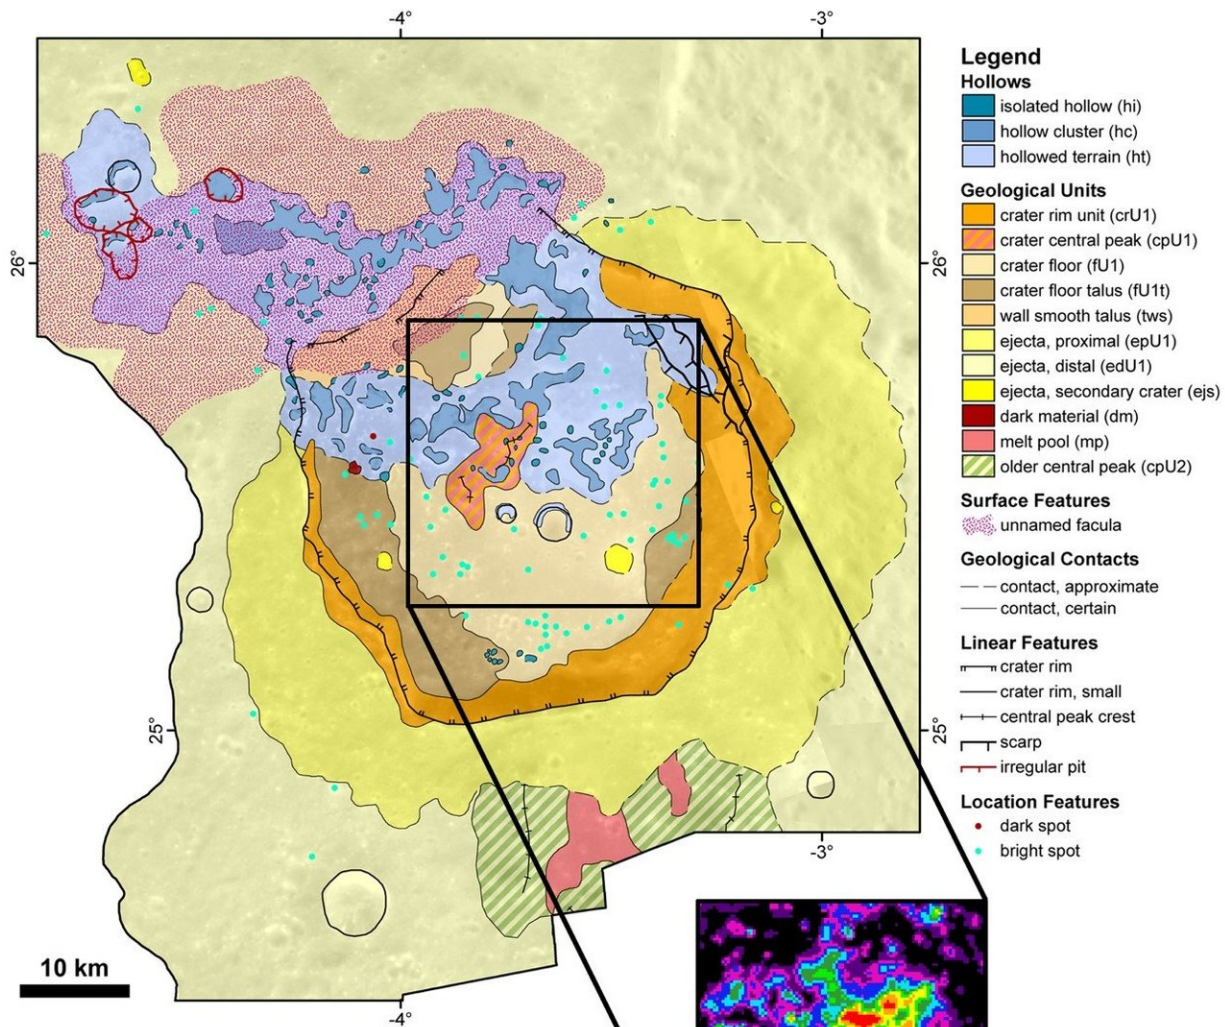 -4°
-3°
Legend
Hollows
isolated hollow (hi)
hollow cluster (hc)
hollowed terrain (ht)
Geological Units
crater rim unit (crU1)
crater central peak (cpU1)
crater floor (fU1)
crater floor talus (fU1t)
wall smooth talus (tws)
ejecta, proximal (epU1)
ejecta, distal (edU1)
ejecta, secondary crater (ejs)
dark material (dm)
melt pool (mp)
older central peak (cpU2)
Surface Features
unnamed facula
Geological Contacts
contact, approximate
contact, certain
Linear Features
crater rim
crater rim, small
central peak crest
scarp
irregular pit
Location Features
dark spot
bright spot
26°
26°
25°
25°
-3°
10 km
-4°